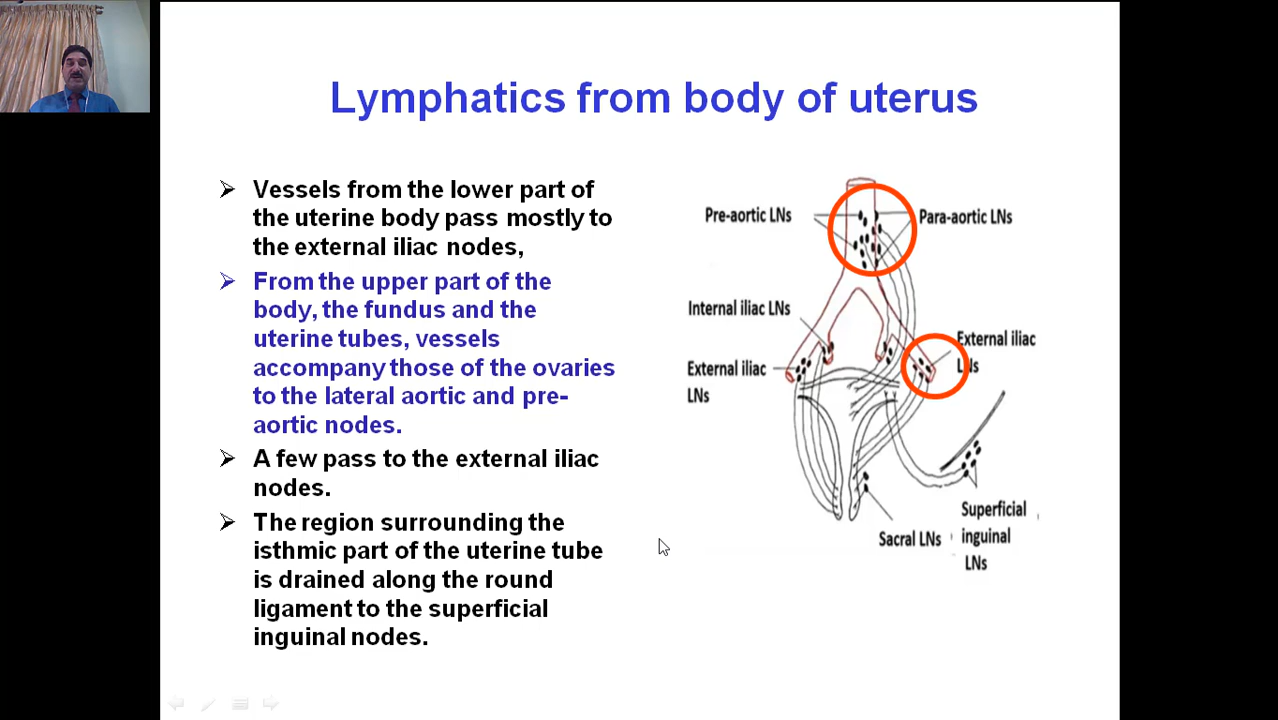 Lymphatics from body of uterus
Vessels from the lower part of
the uterine body pass mostly to
the external iliac nodes,
From the upper part of the
body, the fundus and the
uterine tubes, vessels
accompany those of the ovaries
to the lateral aortic and pre-
aortic nodes.
A few pass to the external iliac
nodes.
The region surrounding the
isthmic part of the uterine tube
is drained along the round
ligament to the superficial
inguinal nodes.
Pre-aortic LNs
Para-aortic LNs
Internal iliac LNs
External iliac
LNs
External iliac
LNs
Sacral LNs
Superficial
inguinal
LNs